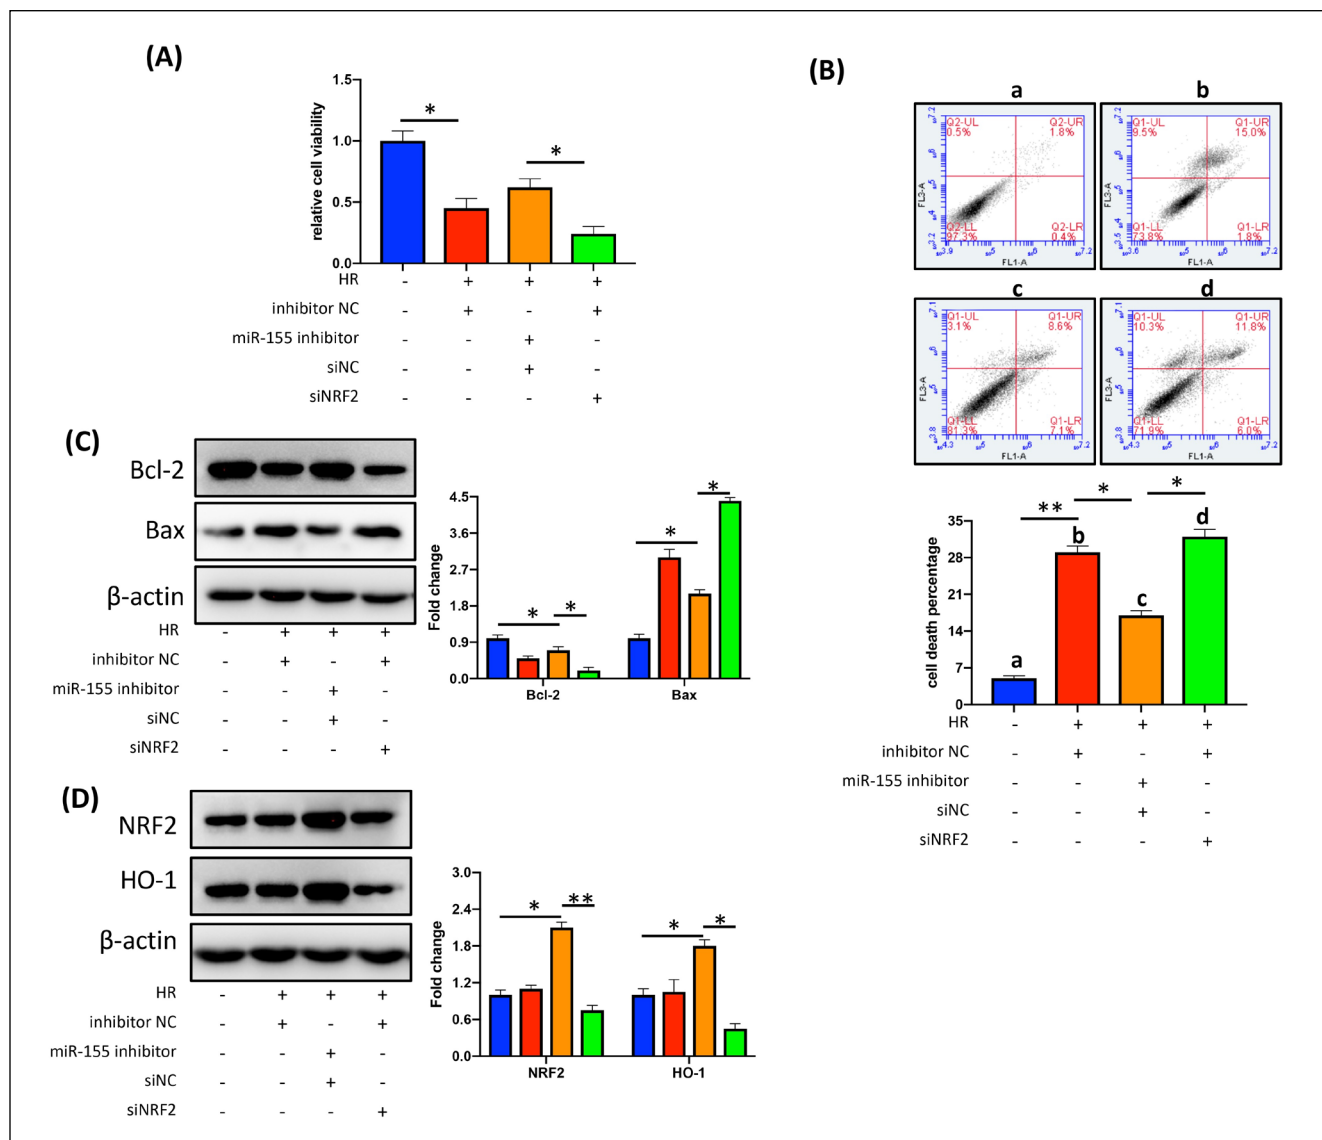 (A)
1.5
1.0
0.5
0.0
relative cell viability
*
*
HR - + + +
inhibitor NC - + - +
miR-155 inhibitor - - + -
siNC - - + -
siNRF2 - - - +
(B)
a
b
Q2-UL
0.5%
Q2-UR
1.8%
Q2-LL
97.3%
Q2-LR
0.4%
FL3-A
FL1-A
Q1-UL
9.5%
Q1-UR
15.0%
Q1-LL
73.8%
Q1-LR
1.8%
FL3-A
FL1-A
c
d
Q1-UL
3.1%
Q1-UR
8.6%
Q1-LL
81.3%
Q1-LR
7.1%
FL3-A
FL1-A
Q1-UL
10.3%
Q1-UR
11.8%
Q1-LL
71.9%
Q1-LR
6.0%
FL3-A
FL1-A
** * *
35
28
21
14
7
0
cell death percentage
a
b
c
d
HR - + + +
inhibitor NC - + - +
miR-155 inhibitor - - + -
siNC - - + -
siNRF2 - - - +
(C)
Bcl-2
Bax
β-actin
HR - + + +
inhibitor NC - + - +
miR-155 inhibitor - - + -
siNC - - + -
siNRF2 - - - +
4.5
3.6
2.7
1.8
0.9
0.0
Fold change
* * * *
Bcl-2 Bax
(D)
NRF2
HO-1
β-actin
HR - + + +
inhibitor NC - + - +
miR-155 inhibitor - - + -
siNC - - + -
siNRF2 - - - +
3.0
2.4
1.8
1.2
0.6
0.0
Fold change
* ** * *
NRF2 HO-1